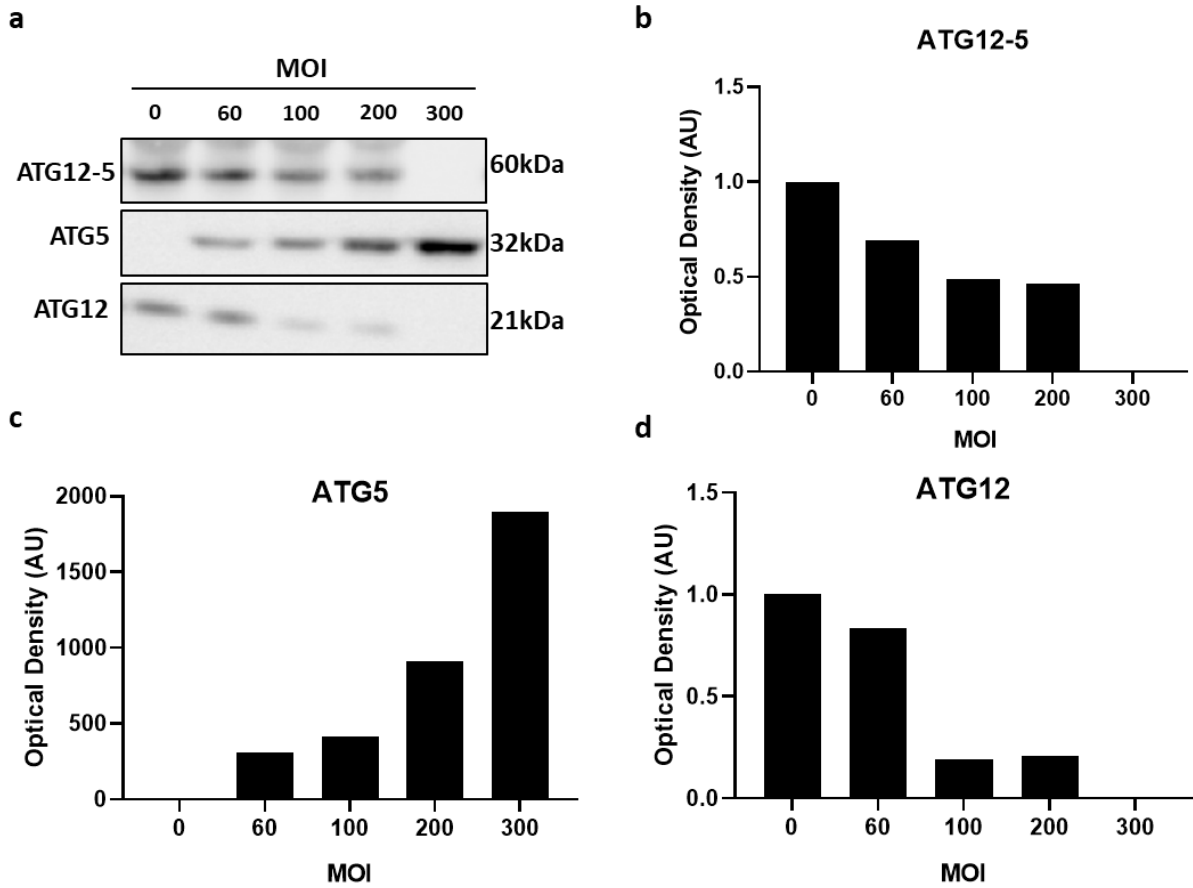 a
MOI
0 60 100 200 300
ATG12-5 60kDa
ATG5 32kDa
ATG12 21kDa
b
ATG12-5
Optical Density (AU)
1.5
1.0
0.5
0.0
0 60 100 200 300
MOI
c
ATG5
Optical Density (AU)
2000
1500
1000
500
0
0 60 100 200 300
MOI
d
ATG12
Optical Density (AU)
1.5
1.0
0.5
0.0
0 60 100 200 300
MOI